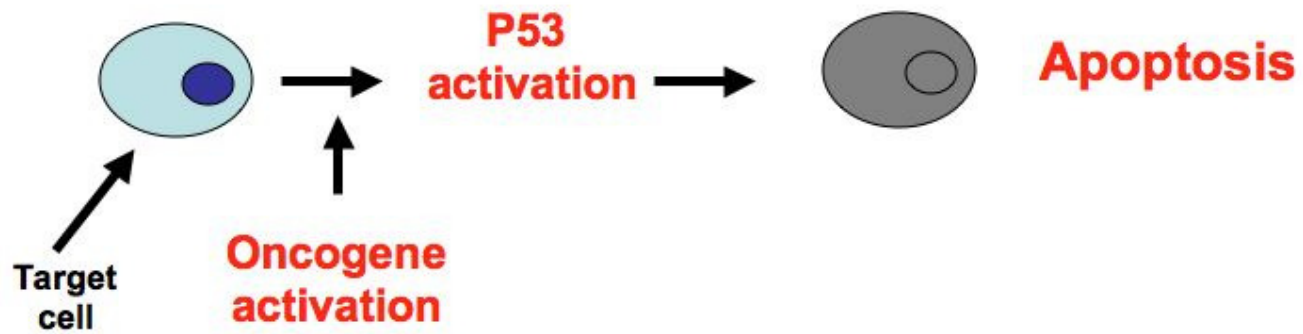 P53
activation
Apoptosis
Target
cell
Oncogene
activation